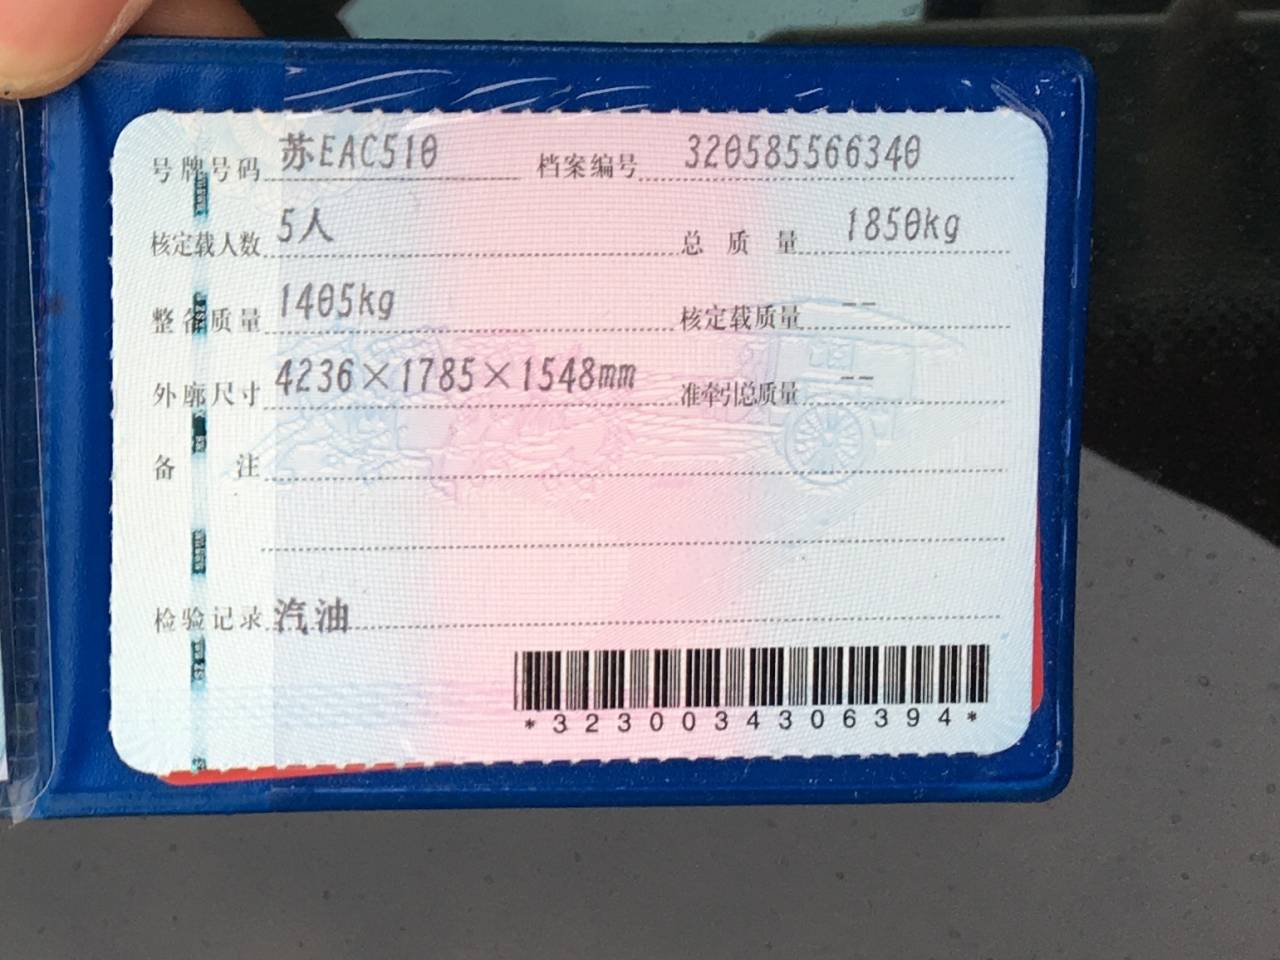 号牌号码 苏EAC510 档案编号 320585566340
核定载人数 5人 总质量 1850kg
整备质量 1405kg 核定载质量 --
外廓尺寸 4236×1785×1548mm 准牵引总质量 --
备注
检验记录 汽油
*3230034306394*